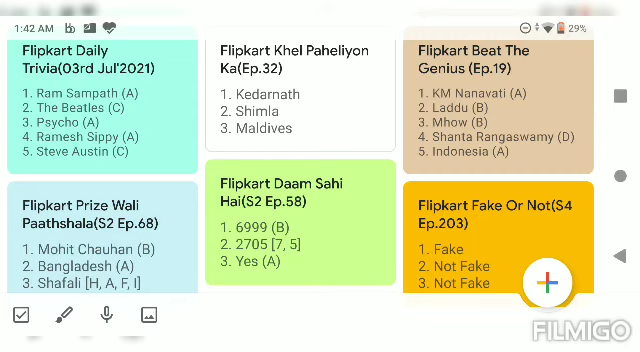 1:42 AM
29%
Flipkart Daily
Trivia(03rd Jul'2021)
1. Ram Sampath (A)
2. The Beatles (C)
3. Psycho (A)
4. Ramesh Sippy (A)
5. Steve Austin (C)
Flipkart Khel Paheliyon
Ka(Ep.32)
1. Kedarnath
2. Shimla
3. Maldives
Flipkart Beat The
Genius (Ep.19)
1. KM Nanavati (A)
2. Laddu (B)
3. Mhow (B)
4. Shanta Rangaswamy (D)
5. Indonesia (A)
Flipkart Prize Wali
Paathshala(S2 Ep.68)
1. Mohit Chauhan (B)
2. Bangladesh (A)
3. Shafali [H, A, F, I]
Flipkart Daam Sahi
Hai(S2 Ep.58)
1. 6999 (B)
2. 2705 [7, 5]
3. Yes (A)
Flipkart Fake Or Not(S4
Ep.203)
1. Fake
2. Not Fake
3. Not Fake
FILMIGO